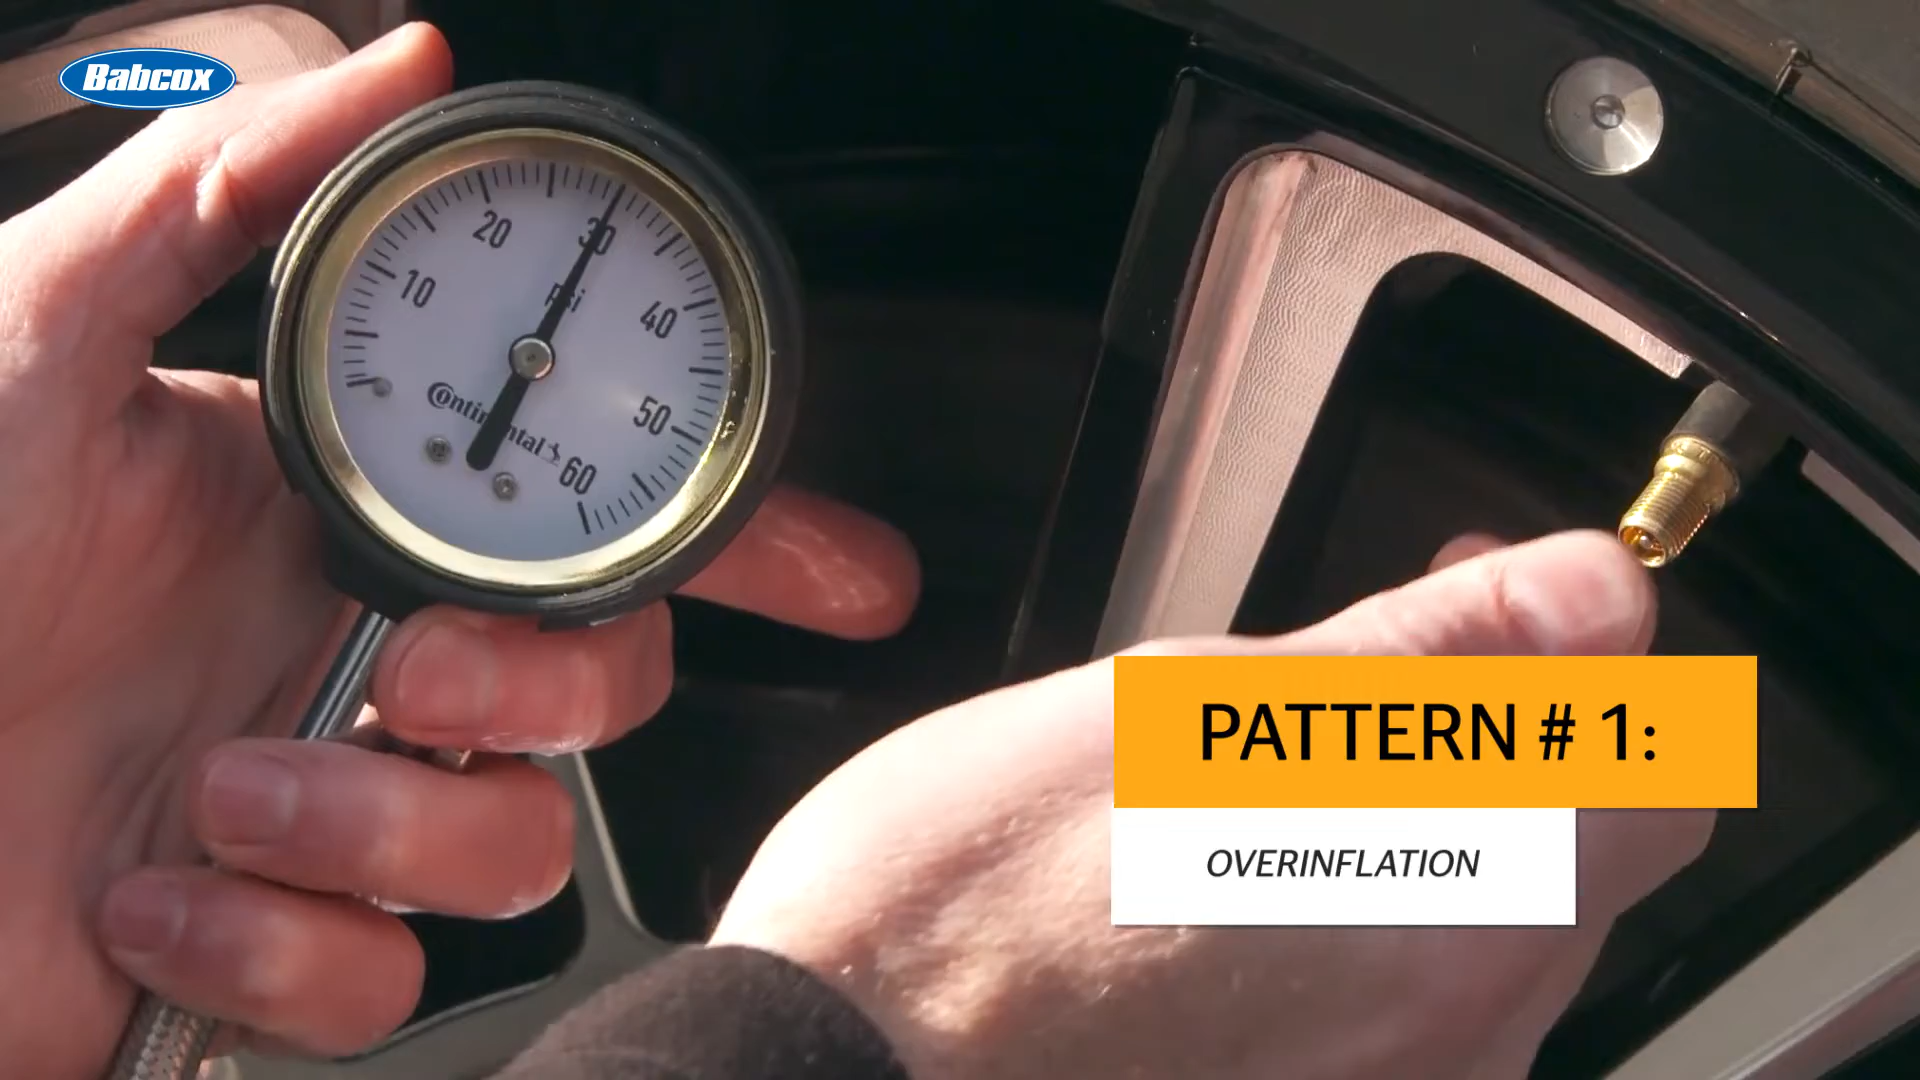 Babcox
10
20
30
40
50
60
Psi
Continental
PATTERN # 1:
OVERINFLATION